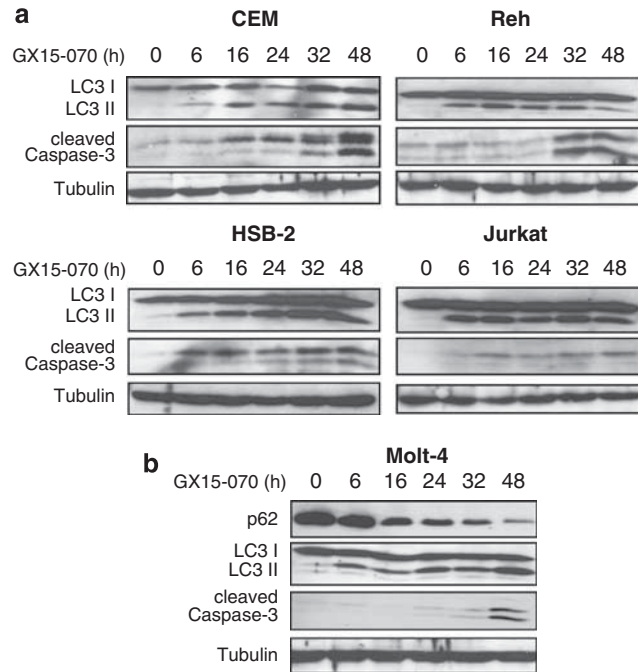 a
CEM Reh
GX15-070 (h) 0 6 16 24 32 48 0 6 16 24 32 48
LC3 I
LC3 II
cleaved
Caspase-3
Tubulin
HSB-2 Jurkat
GX15-070 (h) 0 6 16 24 32 48 0 6 16 24 32 48
LC3 I
LC3 II
cleaved
Caspase-3
Tubulin
b
Molt-4
GX15-070 (h) 0 6 16 24 32 48
p62
LC3 I
LC3 II
cleaved
Caspase-3
Tubulin